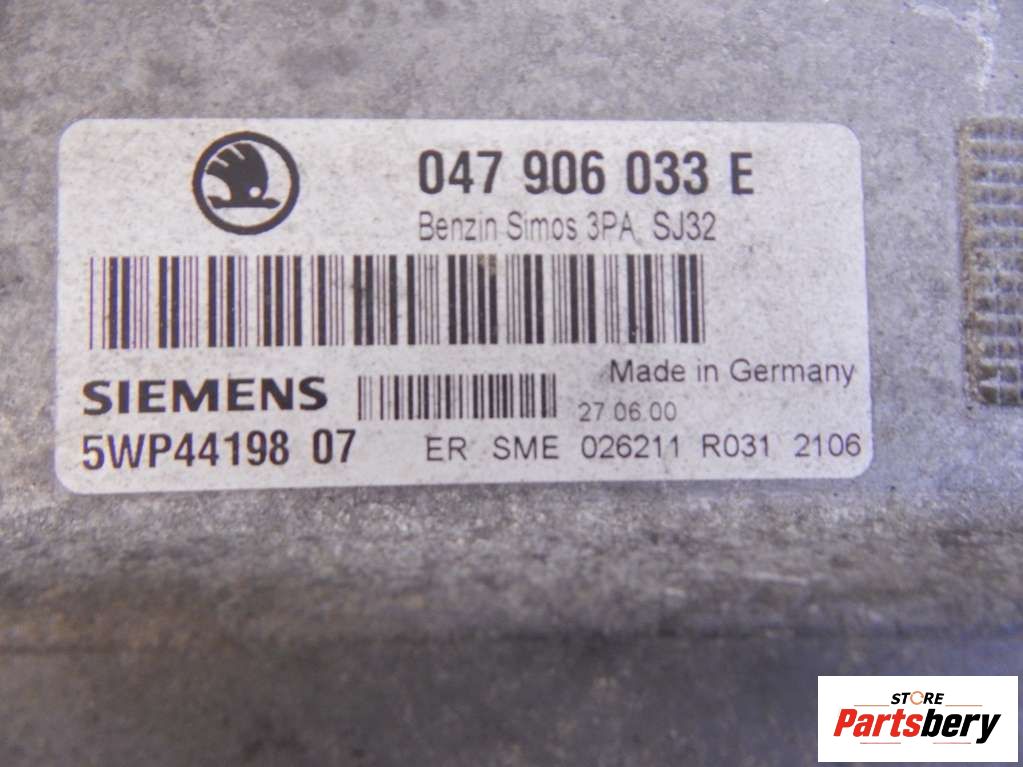 047 906 033 E
Benzin Simos 3PA SJ32
SIEMENS
Made in Germany
27 06 00
5WP44198 07
ER SME 026211 R031 2106
STORE
Partsbery